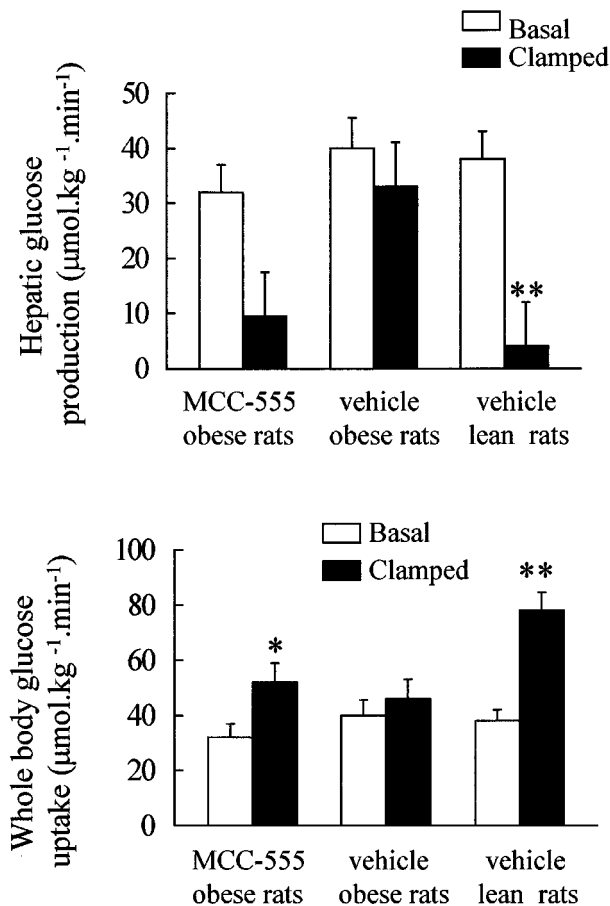 Basal
Clamped
Hepatic glucose
production (μmol.kg⁻¹.min⁻¹)
50
40
30
20
10
0
**
MCC-555
obese rats
vehicle
obese rats
vehicle
lean rats
Basal
Clamped
Whole body glucose
uptake (μmol.kg⁻¹.min⁻¹)
100
80
60
40
20
0
*
**
MCC-555
obese rats
vehicle
obese rats
vehicle
lean rats